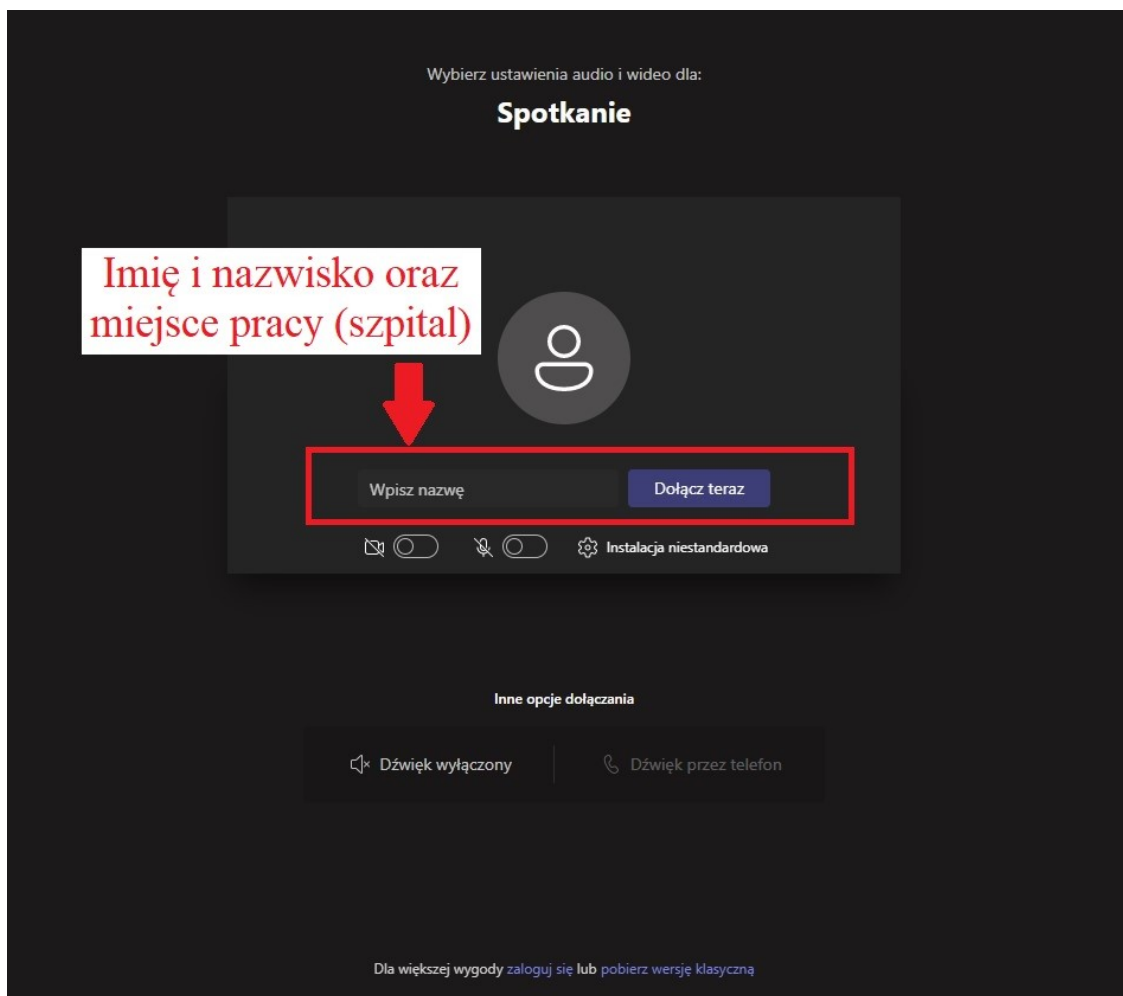 Wybierz ustawienia audio i wideo dla:
Spotkanie
Imię i nazwisko oraz
miejsce pracy (szpital)
Wpisz nazwę
Dołącz teraz
Instalacja niestandardowa
Inne opcje dołączania
Dźwięk wyłączony
Dźwięk przez telefon
Dla większej wygody zaloguj się lub pobierz wersję klasyczną